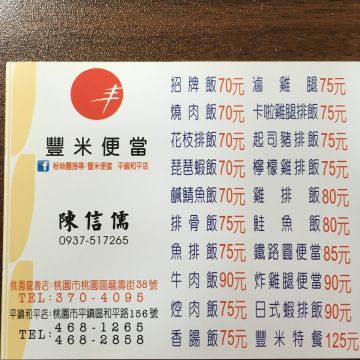 豐米便當
粉絲團搜尋:豐米便當 平鎮和平店
陳信儒
0937-517265
桃園龍壽店:桃園市桃園區龍壽街38號
TEL:370-4095
平鎮和平店:桃園市平鎮區和平路156號
TEL:468-1265
468-2858
招牌飯70元 滷雞腿75元
燒肉飯70元 卡啦雞腿排飯75元
花枝排飯70元 起司豬排飯75元
琵琶蝦飯70元 檸檬雞排飯75元
鹹鯖魚飯70元 雞排飯80元
排骨飯75元 鮭魚飯80元
魚排飯75元 鐵路圓便當85元
牛肉飯90元 炸雞腿便當90元
焢肉飯75元 日式蝦排飯90元
香腸飯75元 豐米特餐125元